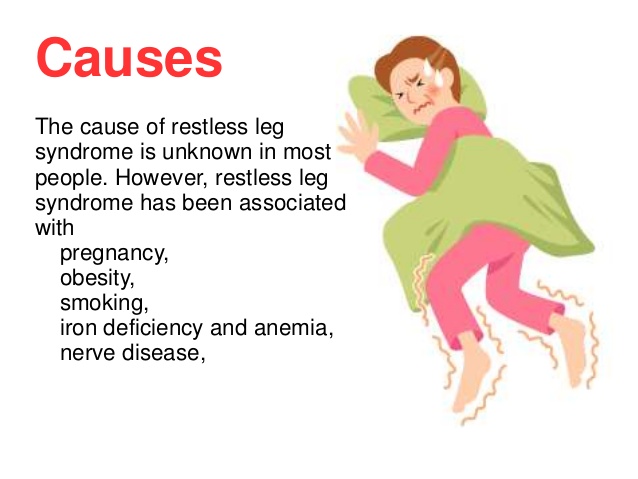 Causes
The cause of restless leg
syndrome is unknown in most
people. However, restless leg
syndrome has been associated
with
pregnancy,
obesity,
smoking,
iron deficiency and anemia,
nerve disease,